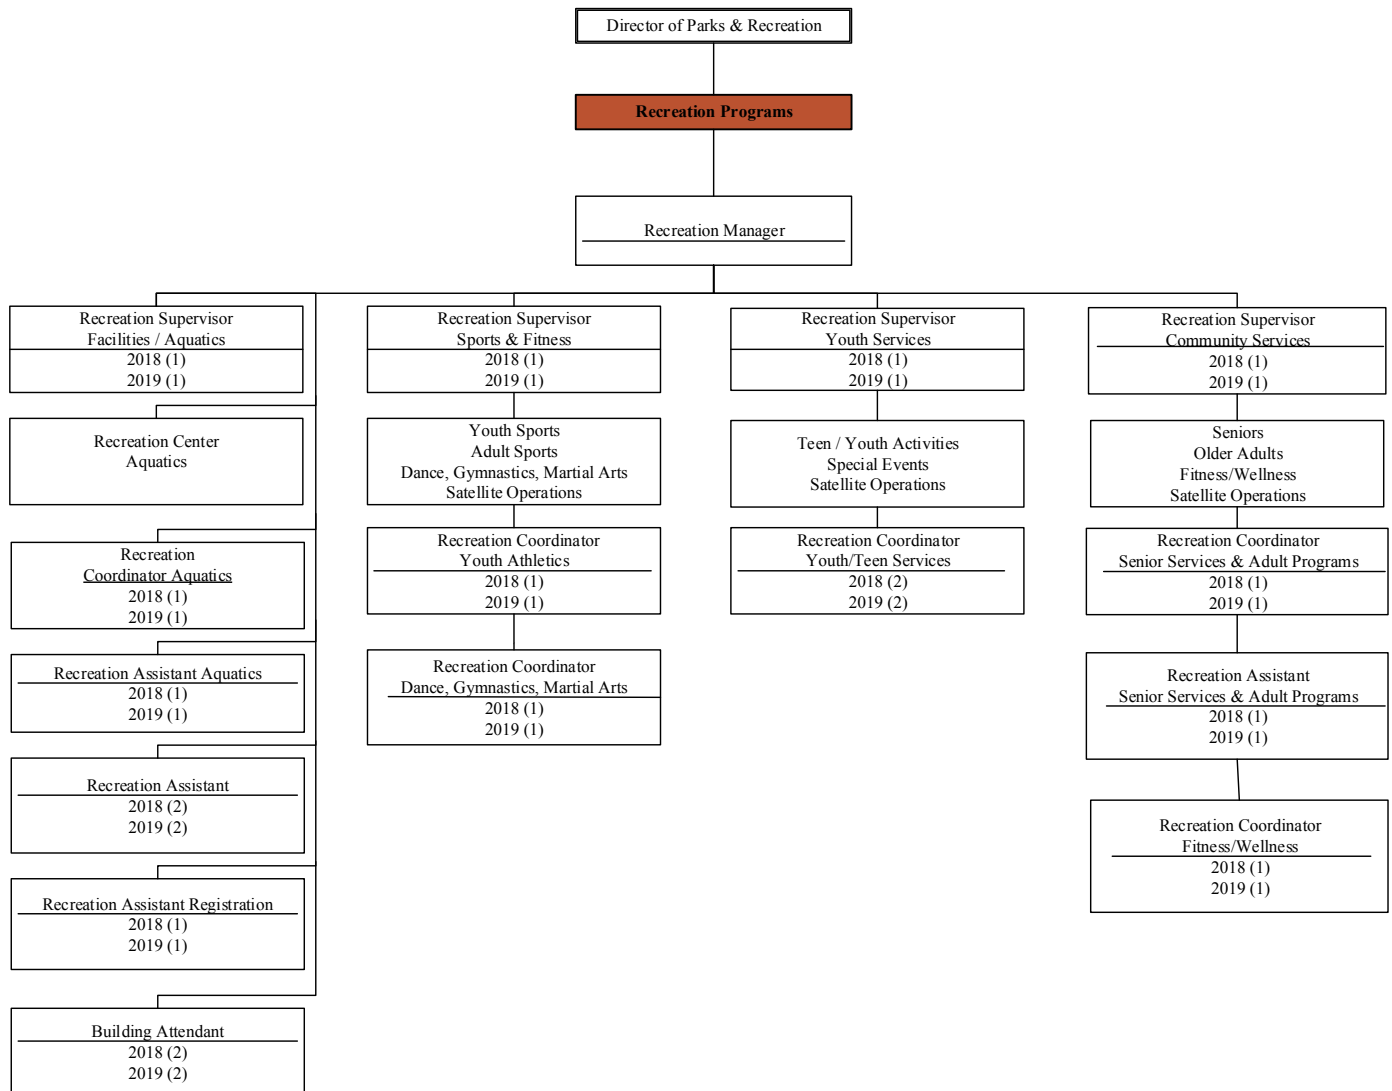 Director of Parks & Recreation
Recreation Programs
Recreation Manager
Recreation Supervisor
Facilities / Aquatics
2018 (1)
2019 (1)
Recreation Center
Aquatics
Recreation
Coordinator Aquatics
2018 (1)
2019 (1)
Recreation Assistant Aquatics
2018 (1)
2019 (1)
Recreation Assistant
2018 (2)
2019 (2)
Recreation Assistant Registration
2018 (1)
2019 (1)
Building Attendant
2018 (2)
2019 (2)
Recreation Supervisor
Sports & Fitness
2018 (1)
2019 (1)
Youth Sports
Adult Sports
Dance, Gymnastics, Martial Arts
Satellite Operations
Recreation Coordinator
Youth Athletics
2018 (1)
2019 (1)
Recreation Coordinator
Dance, Gymnastics, Martial Arts
2018 (1)
2019 (1)
Recreation Supervisor
Youth Services
2018 (1)
2019 (1)
Teen / Youth Activities
Special Events
Satellite Operations
Recreation Coordinator
Youth/Teen Services
2018 (2)
2019 (2)
Recreation Supervisor
Community Services
2018 (1)
2019 (1)
Seniors
Older Adults
Fitness/Wellness
Satellite Operations
Recreation Coordinator
Senior Services & Adult Programs
2018 (1)
2019 (1)
Recreation Assistant
Senior Services & Adult Programs
2018 (1)
2019 (1)
Recreation Coordinator
Fitness/Wellness
2018 (1)
2019 (1)